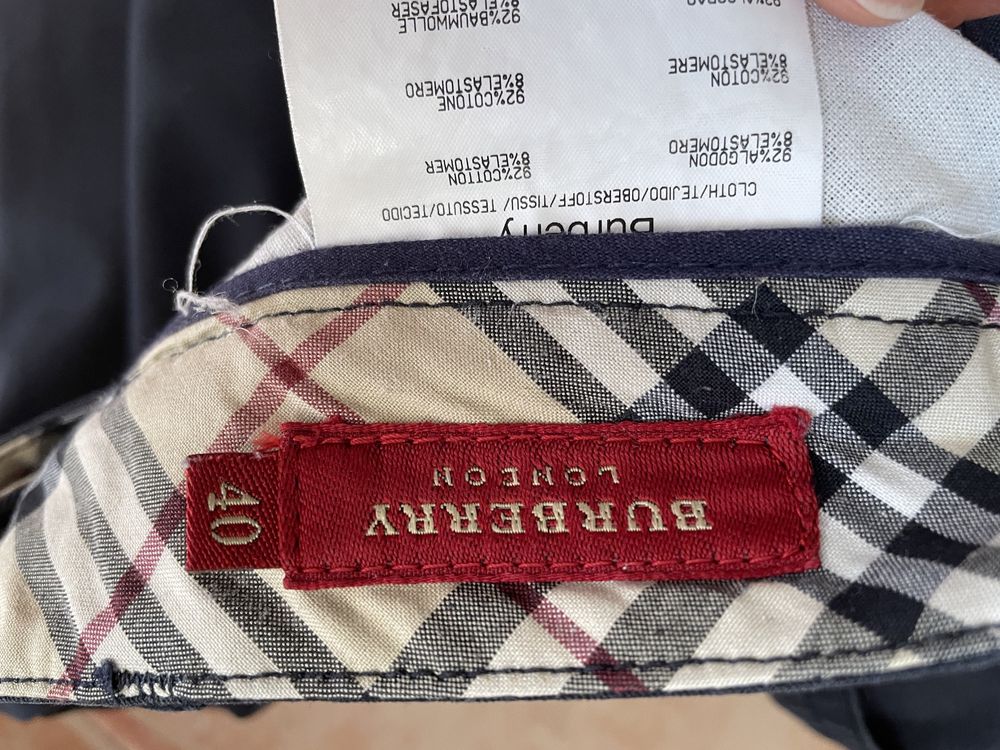 BURBERRY
LONDON
40
Burberry
CLOTH/TEJIDO/OBERSTOFF/TISSU/ TESSUTO/TECIDO
92%ALGODON 92%COTTON
8%ELASTOMERO 8%ELASTOMER
92%COTON 92%COTONE
8%ELASTOMERE 8%ELASTOMERO
92%BAUMWOLLE
8%ELASTOFASER